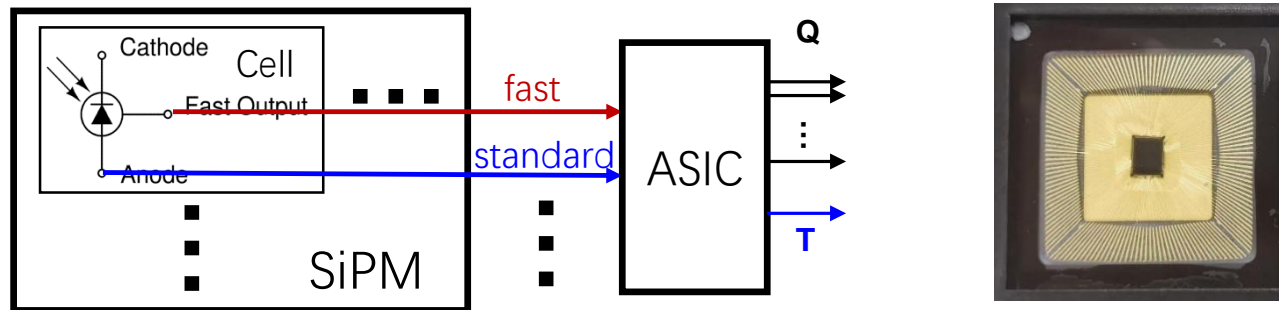 Cathode
Cell
Fast Output
Anode
SiPM
fast
standard
ASIC
Q
T